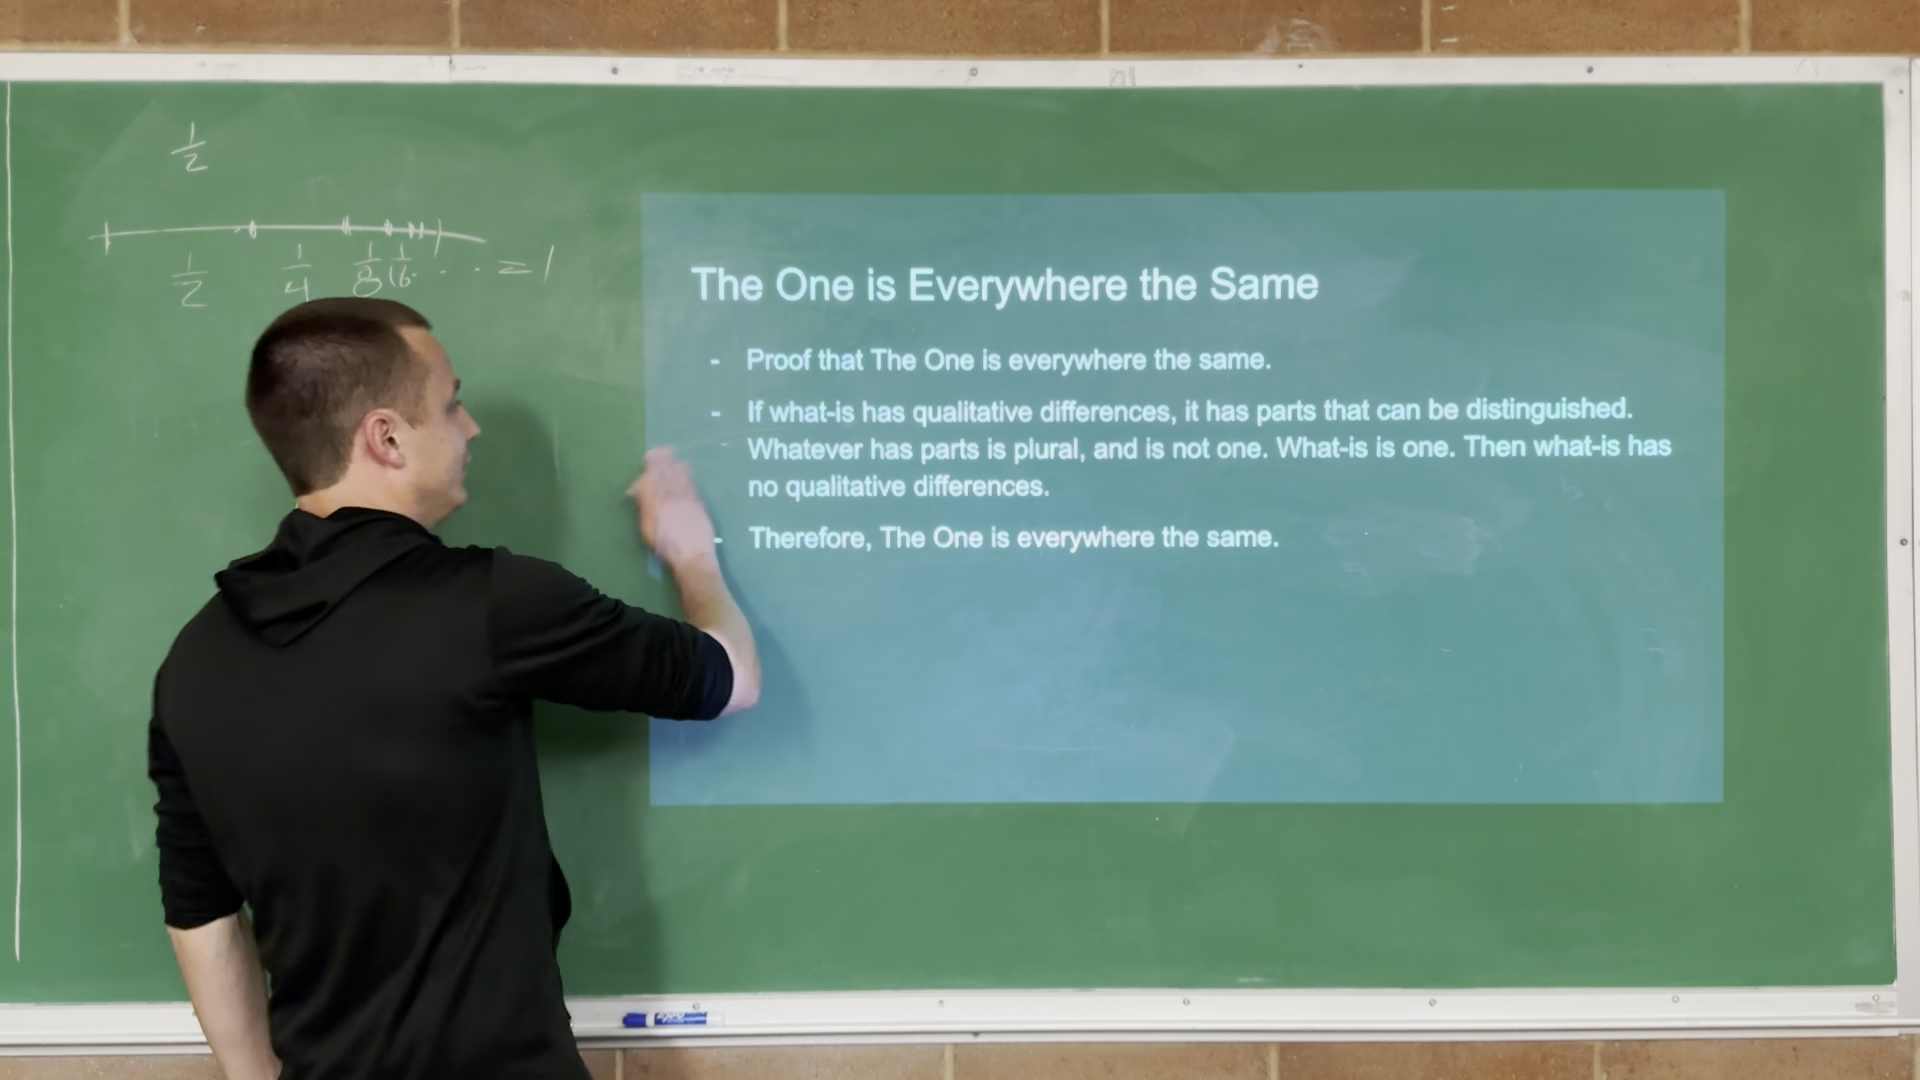 1/2
1/2 1/4 1/8 1/16 . . . = 1
The One is Everywhere the Same
- Proof that The One is everywhere the same.
- If what-is has qualitative differences, it has parts that can be distinguished.
Whatever has parts is plural, and is not one. What-is is one. Then what-is has
no qualitative differences.
- Therefore, The One is everywhere the same.